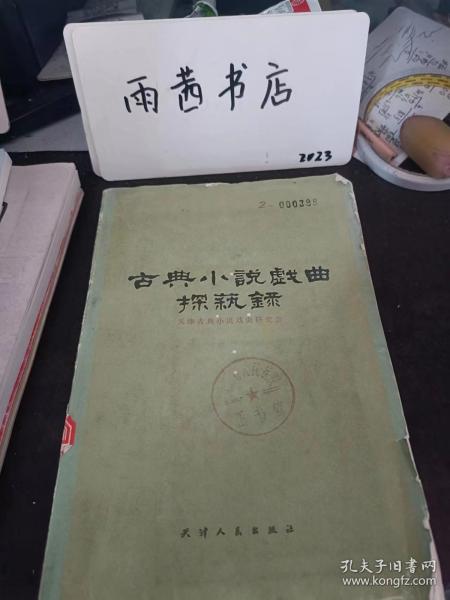 雨茜书店
2023
2-000398
古典小說戲曲
探藝錄
天津古典小说戏曲研究会
天津人民出版社
孔夫子旧书网
www.kongfz.com